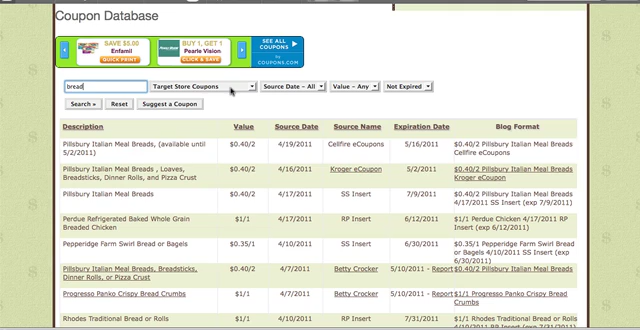 Coupon Database
SAVE $5.00
Enfamil
QUICK PRINT
BUY 1, GET 1
Pearle Vision
CLICK & SAVE
SEE ALL
COUPONS
BY COUPONS.COM
bread
Target Store Coupons
Source Date - All
Value - Any
Not Expired
Search »
Reset
Suggest a Coupon
Description Value Source Date Source Name Expiration Date Blog Format
Pillsbury Italian Meal Breads, (available until $0.40/2 4/19/2011 Cellfire eCoupons 5/16/2011 $0.40/2 Pillsbury Italian Meal Breads
5/2/2011) Cellfire eCoupons
Pillsbury Italian Meal Breads , Loaves, $0.40/2 4/16/2011 Kroger eCoupon 5/2/2011 $0.40/2 Pillsbury Italian Meal Breads
Breadsticks, Dinner Rolls, and Pizza Crust Kroger eCoupon
Pillsbury Italian Meal Breads $0.40/2 4/17/2011 SS Insert 7/9/2011 $0.40/2 Pillsbury Italian Meal Breads
4/17/2011 SS Insert (exp 7/9/2011)
Perdue Refrigerated Baked Whole Grain $1/1 4/17/2011 RP Insert 6/12/2011 $1/1 Perdue Chicken 4/17/2011 RP
Breaded Chicken Insert (exp 6/12/2011)
Pepperidge Farm Swirl Bread or Bagels $0.35/1 4/10/2011 SS Insert 6/30/2011 $0.35/1 Pepperidge Farm Swirl Bread
or Bagels 4/10/2011 SS Insert (exp
6/30/2011)
Pillsbury Italian Meal Breads, Breadsticks, $0.40/2 4/7/2011 Betty Crocker 5/10/2011 - Report $0.40/2 Pillsbury Italian Meal Breads
Dinner Rolls, or Pizza Crust
Progresso Panko Crispy Bread $1/1 4/7/2011 Betty Crocker 5/10/2011 - Report $1/1 Progresso Panko Crispy Bread
Crumbs Crumbs
Rhodes Traditional Bread or Rolls $1/1 4/10/2011 RP Insert 7/31/2011 $1/1 Rhodes Traditional Bread or Rolls
4/10/2011 RP Insert (exp 7/31/2011)